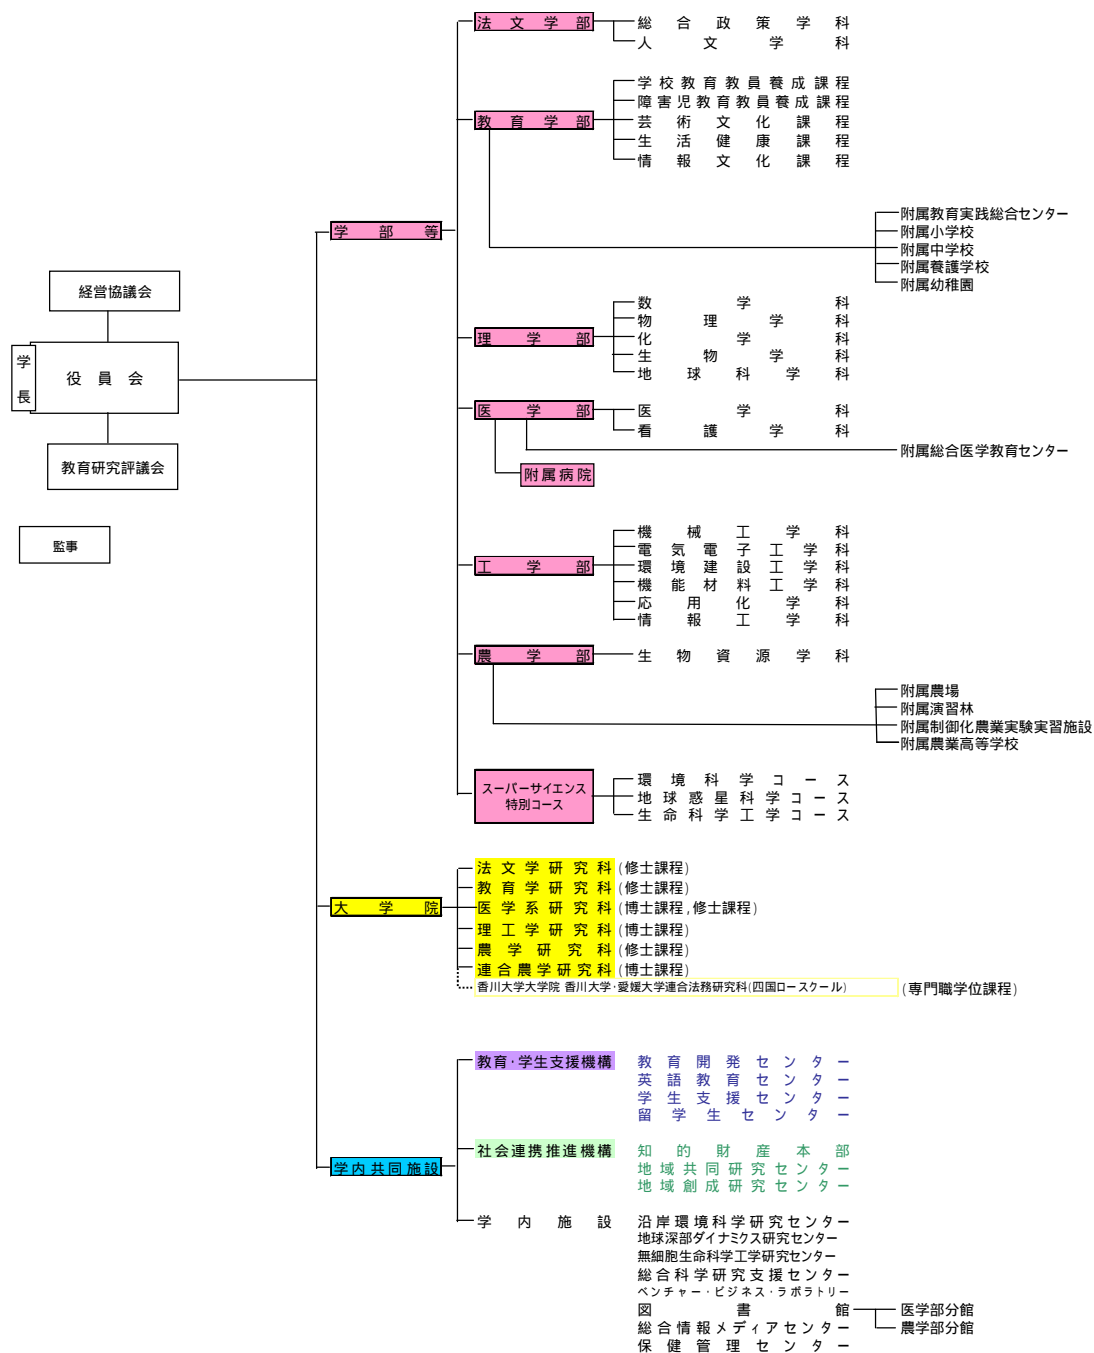 経営協議会
学長
役員会
教育研究評議会
監事
学部等
法文学部
総合政策学科
人文学科
教育学部
学校教育教員養成課程
障害児教育教員養成課程
芸術文化課程
生活健康課程
情報文化課程
附属教育実践総合センター
附属小学校
附属中学校
附属養護学校
附属幼稚園
理学部
数学科
物理学科
化学科
生物学科
地球科学科
医学部
医学科
看護学科
附属総合医学教育センター
附属病院
工学部
機械工学科
電気電子工学科
環境建設工学科
機能材料工学科
応用化学科
情報工学科
農学部
生物資源学科
附属農場
附属演習林
附属制御化農業実験実習施設
附属農業高等学校
スーパーサイエンス
特別コース
環境科学コース
地球惑星科学コース
生命科学工学コース
大学院
法文学研究科(修士課程)
教育学研究科(修士課程)
医学系研究科(博士課程,修士課程)
理工学研究科(博士課程)
農学研究科(修士課程)
連合農学研究科(博士課程)
香川大学大学院 香川大学・愛媛大学連合法務研究科(四国ロースクール) (専門職学位課程)
学内共同施設
教育・学生支援機構
教育開発センター
英語教育センター
学生支援センター
留学生センター
社会連携推進機構
知的財産本部
地域共同研究センター
地域創成研究センター
学内施設
沿岸環境科学研究センター
地球深部ダイナミクス研究センター
無細胞生命科学工学研究センター
総合科学研究支援センター
ベンチャー・ビジネス・ラボラトリー
図書館
医学部分館
農学部分館
総合情報メディアセンター
保健管理センター